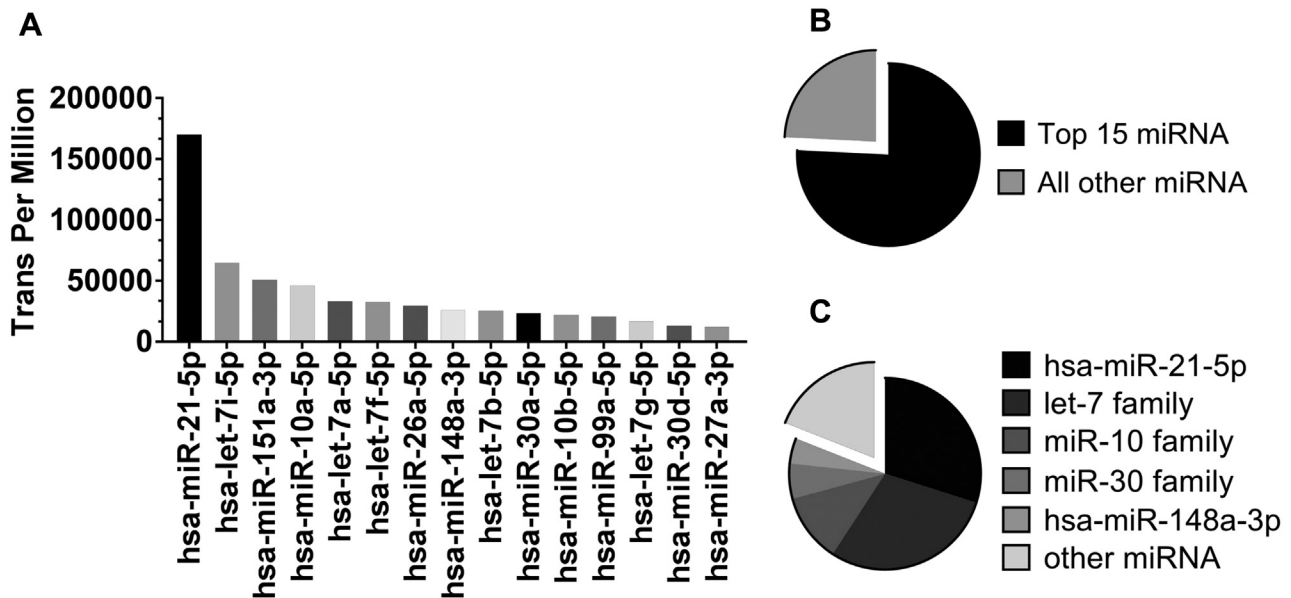 A
Trans Per Million
200000
150000
100000
50000
0
hsa-miR-21-5p
hsa-let-7i-5p
hsa-miR-151a-3p
hsa-miR-10a-5p
hsa-let-7a-5p
hsa-let-7f-5p
hsa-miR-26a-5p
hsa-miR-148a-3p
hsa-let-7b-5p
hsa-miR-30a-5p
hsa-miR-10b-5p
hsa-miR-99a-5p
hsa-let-7g-5p
hsa-miR-30d-5p
hsa-miR-27a-3p
B
Top 15 miRNA
All other miRNA
C
hsa-miR-21-5p
let-7 family
miR-10 family
miR-30 family
hsa-miR-148a-3p
other miRNA